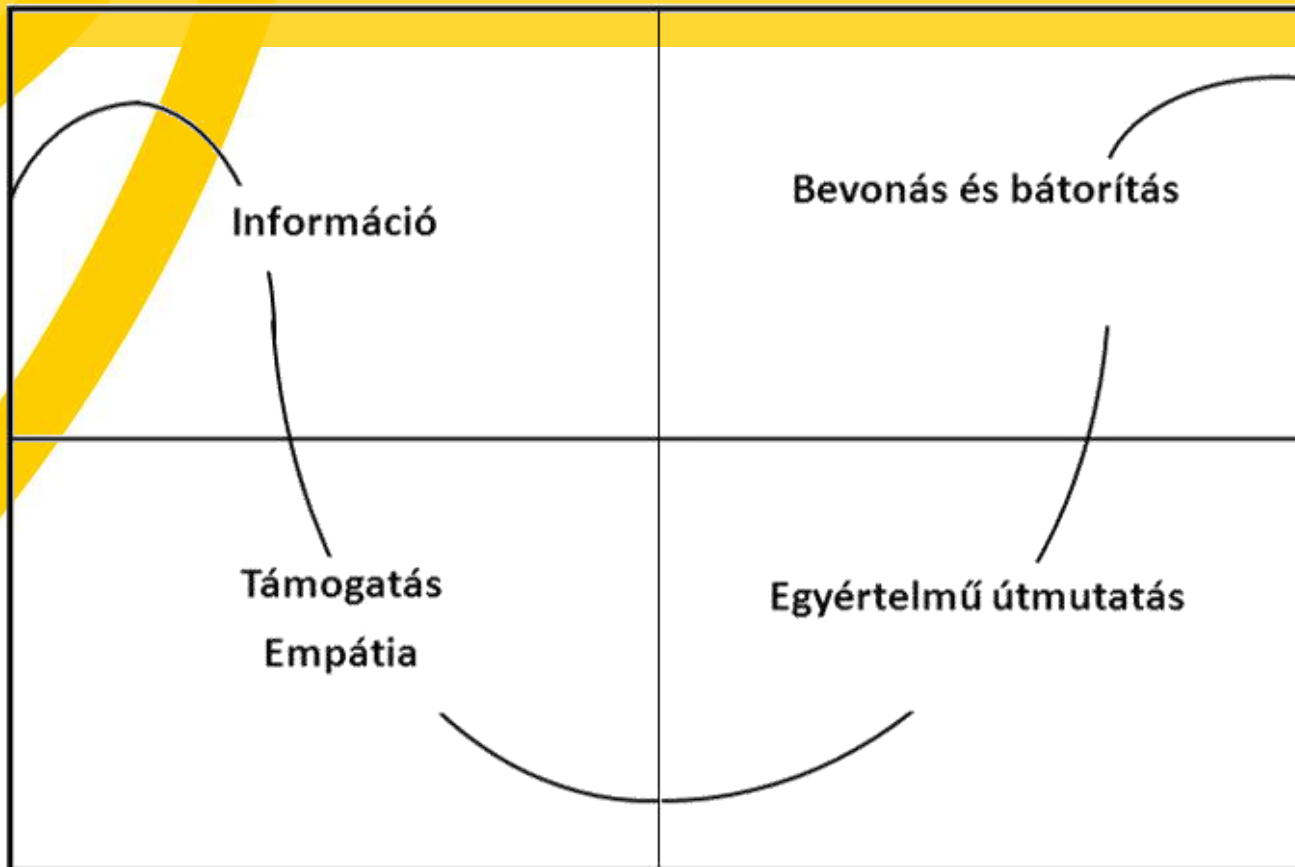 Információ
Bevonás és bátorítás
Támogatás
Empátia
Egyértelmű útmutatás